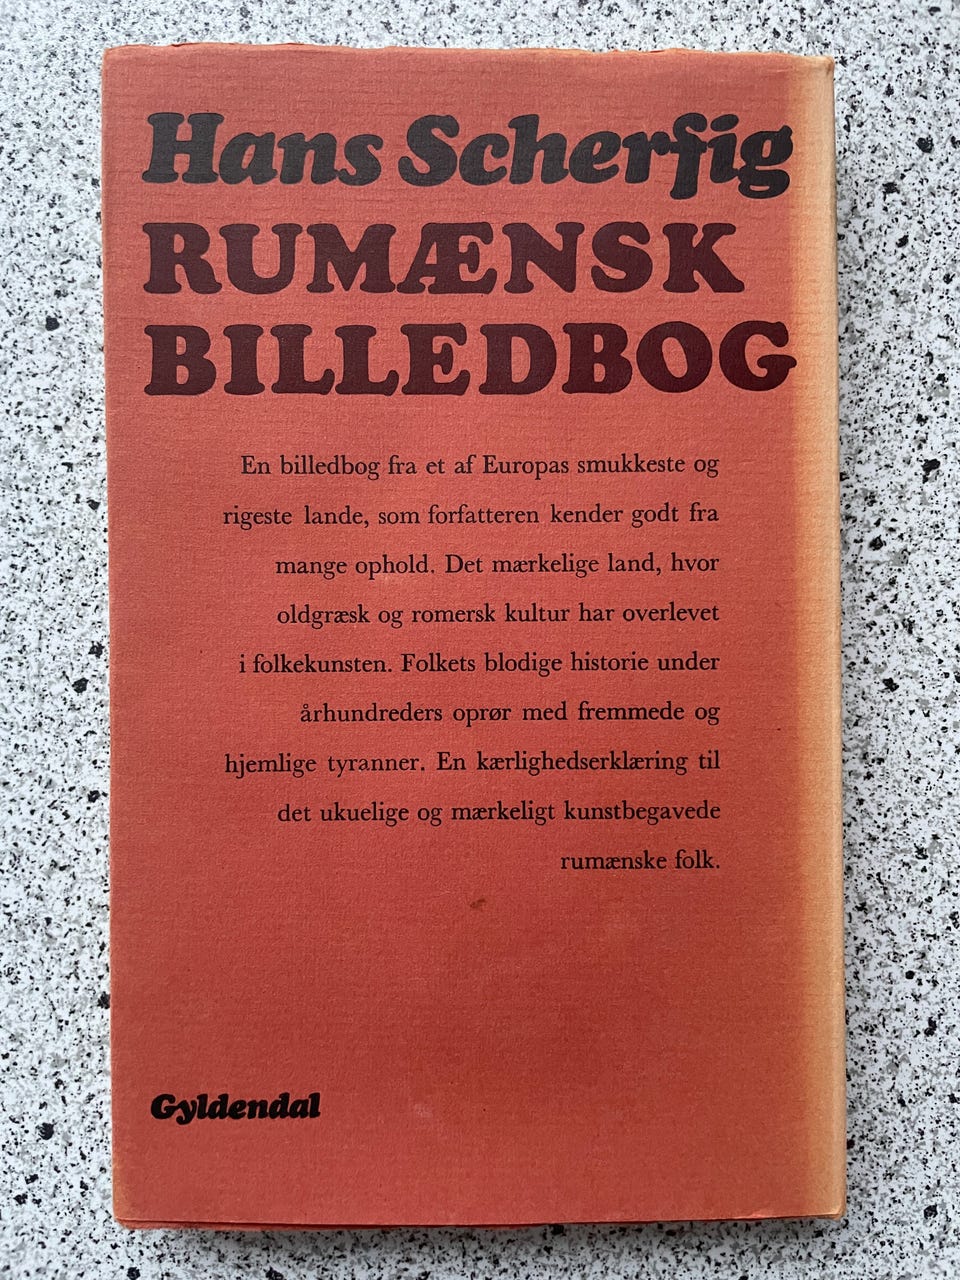 Hans Scherfig
RUMÆNSK
BILLEDBOG
En billedbog fra et af Europas smukkeste og
rigeste lande, som forfatteren kender godt fra
mange ophold. Det mærkelige land, hvor
oldgræsk og romersk kultur har overlevet
i folkekunsten. Folkets blodige historie under
århundreders oprør med fremmede og
hjemlige tyranner. En kærlighedserklæring til
det ukuelige og mærkeligt kunstbegavede
rumænske folk.
Gyldendal